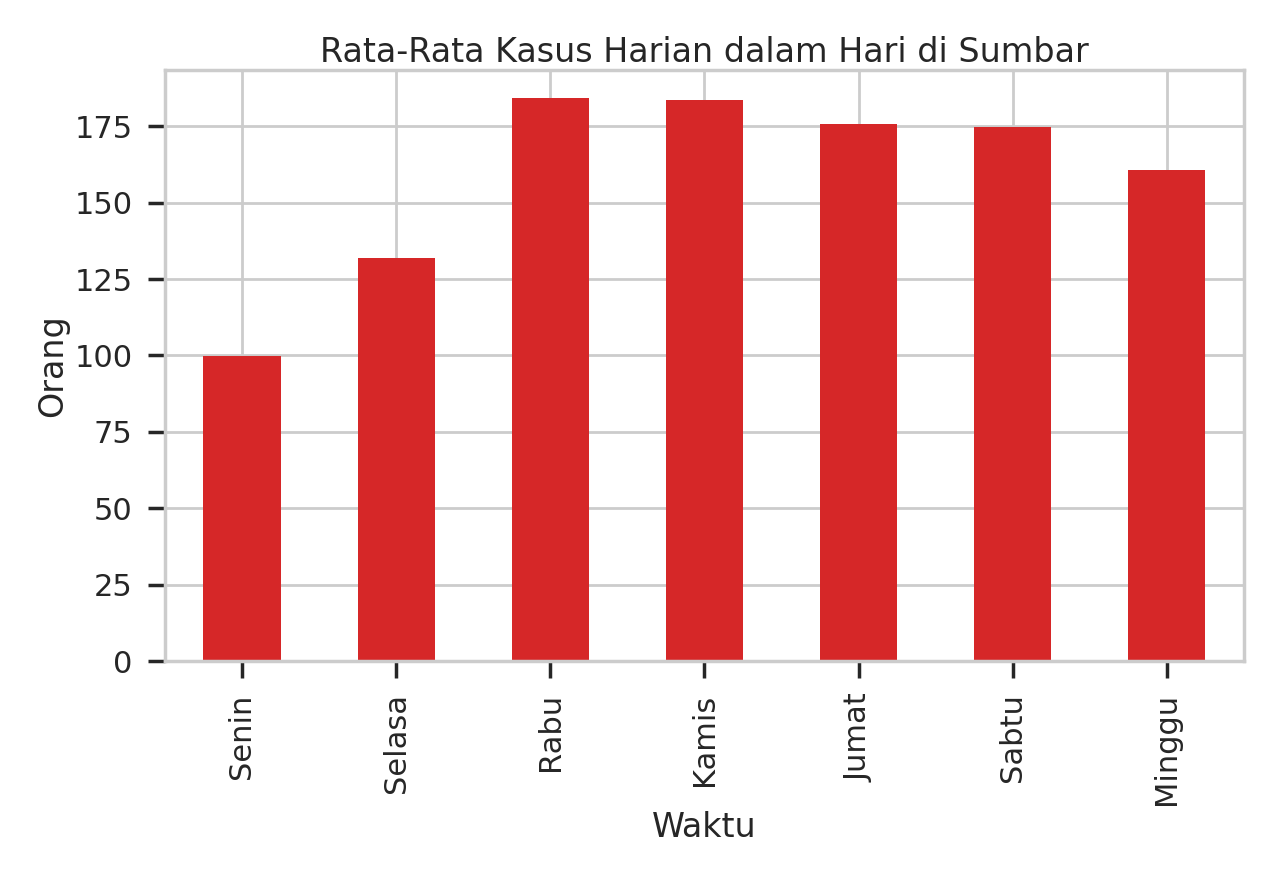 Rata-Rata Kasus Harian dalam Hari di Sumbar
175
150
125
100
75
50
25
0
Orang
Senin
Selasa
Rabu
Kamis
Jumat
Sabtu
Minggu
Waktu